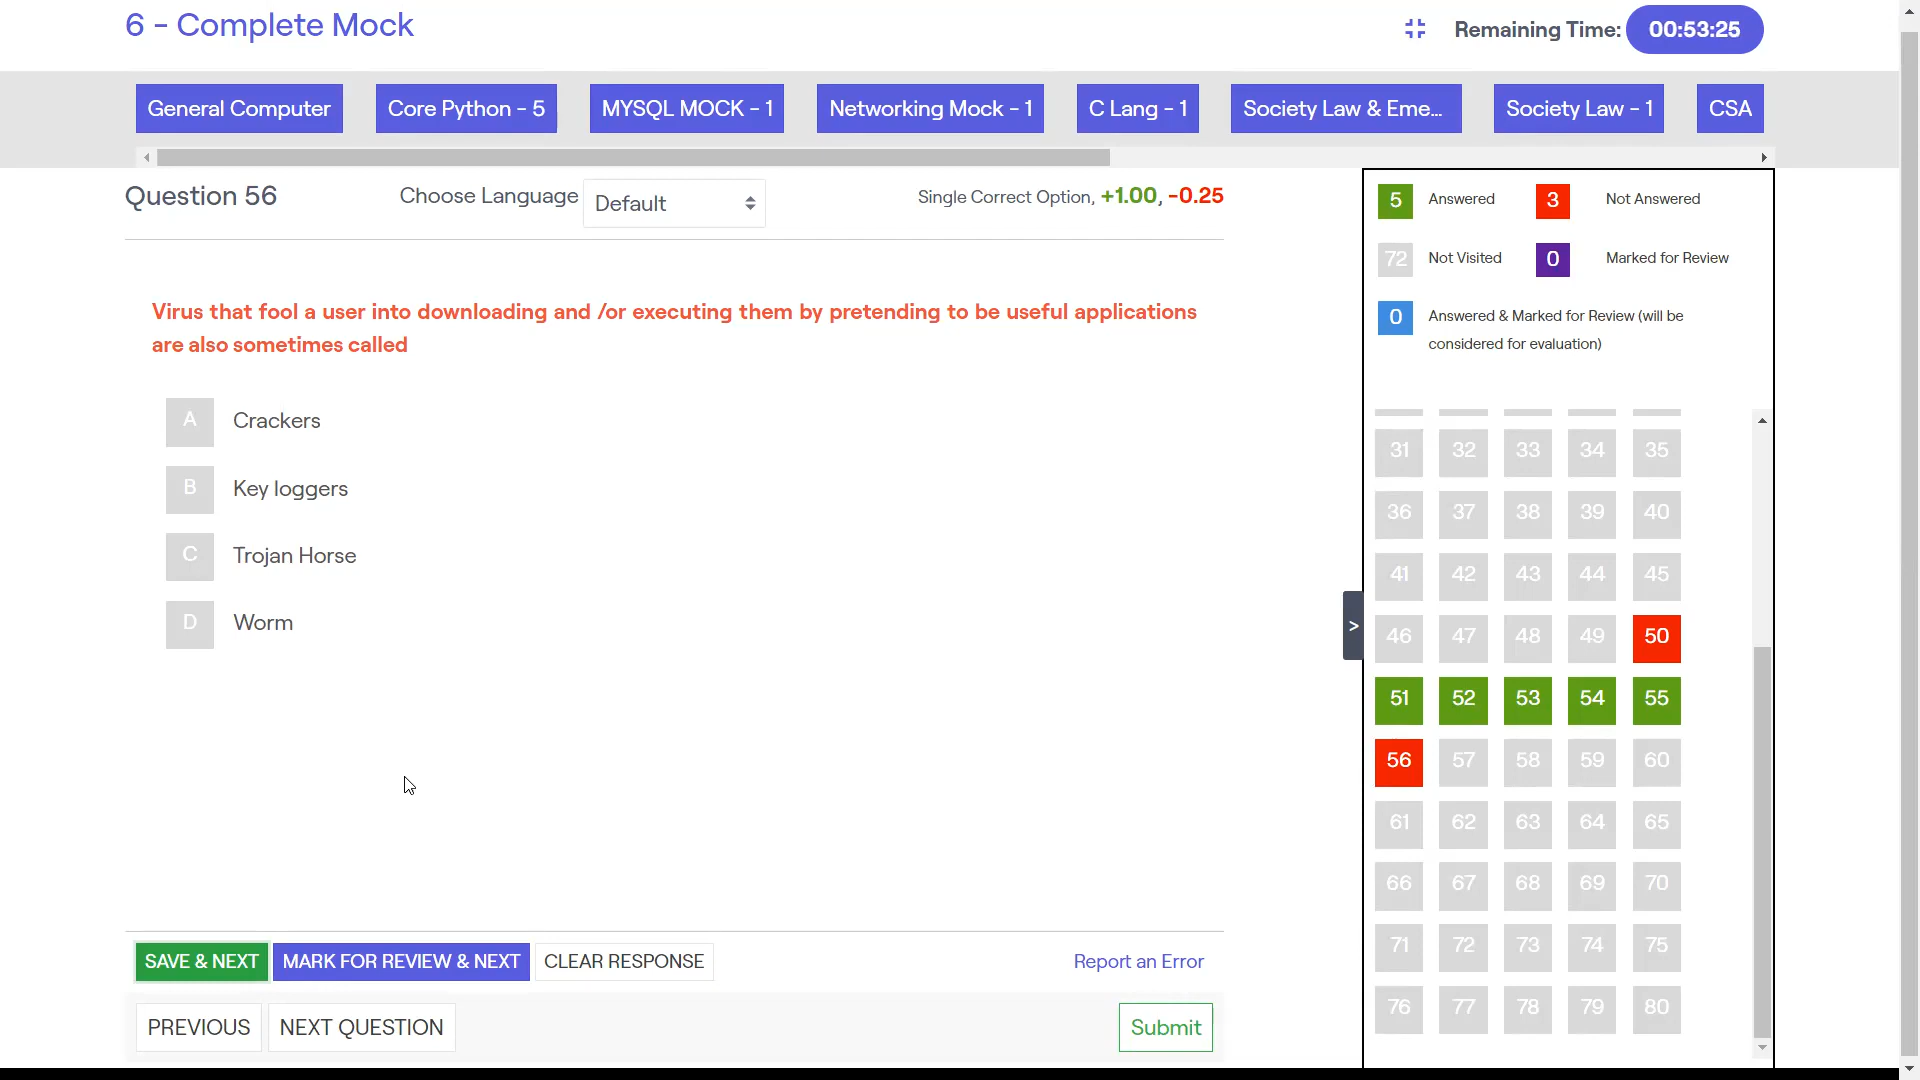 6 - Complete Mock
Remaining Time: 00:53:25
General Computer
Core Python - 5
MYSQL MOCK - 1
Networking Mock - 1
C Lang - 1
Society Law & Eme...
Society Law - 1
CSA
Question 56
Choose Language
Default
Single Correct Option, +1.00, -0.25
Virus that fool a user into downloading and /or executing them by pretending to be useful applications
are also sometimes called
A Crackers
B Key loggers
C Trojan Horse
D Worm
SAVE & NEXT
MARK FOR REVIEW & NEXT
CLEAR RESPONSE
Report an Error
PREVIOUS
NEXT QUESTION
Submit
5 Answered
3 Not Answered
72 Not Visited
0 Marked for Review
0 Answered & Marked for Review (will be
considered for evaluation)
>
31 32 33 34 35
36 37 38 39 40
41 42 43 44 45
46 47 48 49 50
51 52 53 54 55
56 57 58 59 60
61 62 63 64 65
66 67 68 69 70
71 72 73 74 75
76 77 78 79 80